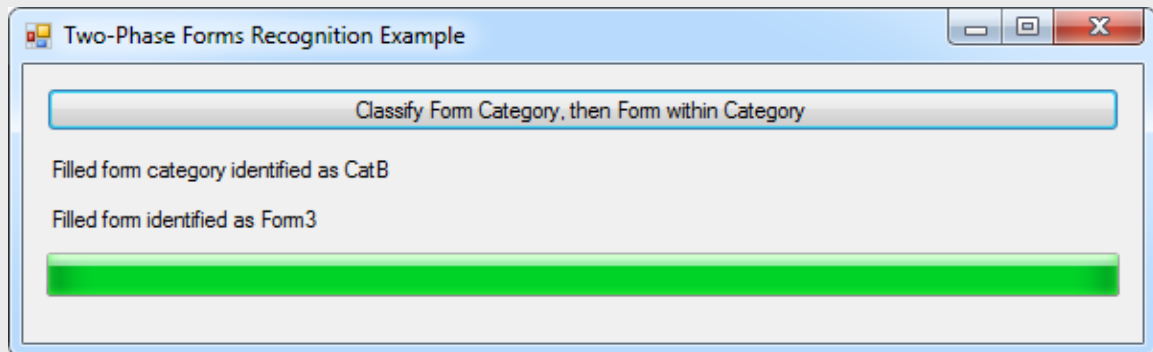 Two-Phase Forms Recognition Example
Classify Form Category, then Form within Category
Filled form category identified as CatB
Filled form identified as Form3